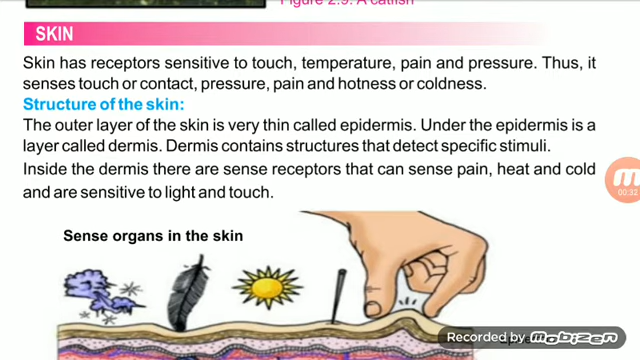 Figure 2.9: A catfish
SKIN
Skin has receptors sensitive to touch, temperature, pain and pressure. Thus, it
senses touch or contact, pressure, pain and hotness or coldness.
Structure of the skin:
The outer layer of the skin is very thin called epidermis. Under the epidermis is a
layer called dermis. Dermis contains structures that detect specific stimuli.
Inside the dermis there are sense receptors that can sense pain, heat and cold
and are sensitive to light and touch.
00:32
Sense organs in the skin
Recorded by mobizen